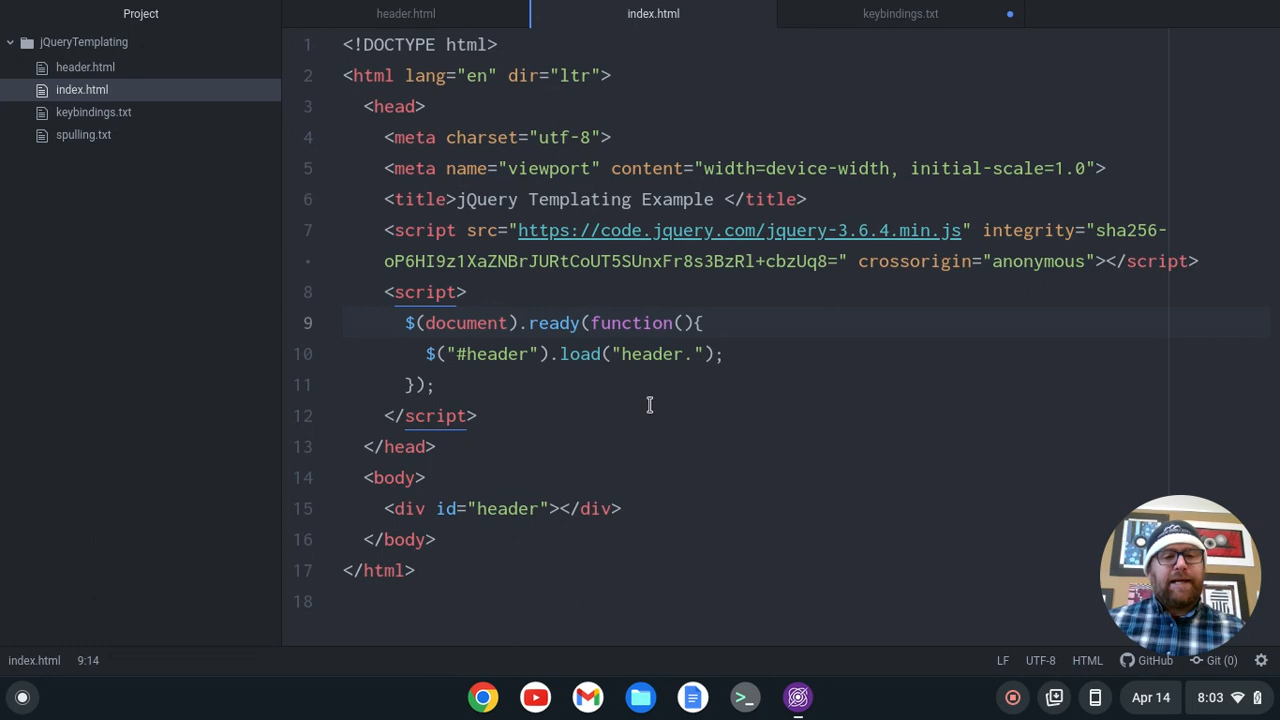 Project
header.html
index.html
keybindings.txt
jQueryTemplating
header.html
index.html
keybindings.txt
spulling.txt
1 <!DOCTYPE html>
2 <html lang="en" dir="ltr">
3 <head>
4 <meta charset="utf-8">
5 <meta name="viewport" content="width=device-width, initial-scale=1.0">
6 <title>jQuery Templating Example </title>
7 <script src="https://code.jquery.com/jquery-3.6.4.min.js" integrity="sha256-
• oP6HI9z1XaZNBrJURtCoUT5SUnxFr8s3BzRl+cbzUq8=" crossorigin="anonymous"></script>
8 <script>
9 $(document).ready(function(){
10 $("#header").load("header.");
11 });
12 </script>
13 </head>
14 <body>
15 <div id="header"></div>
16 </body>
17 </html>
18
index.html 9:14 LF UTF-8 HTML GitHub Git (0)
Apr 14 8:03